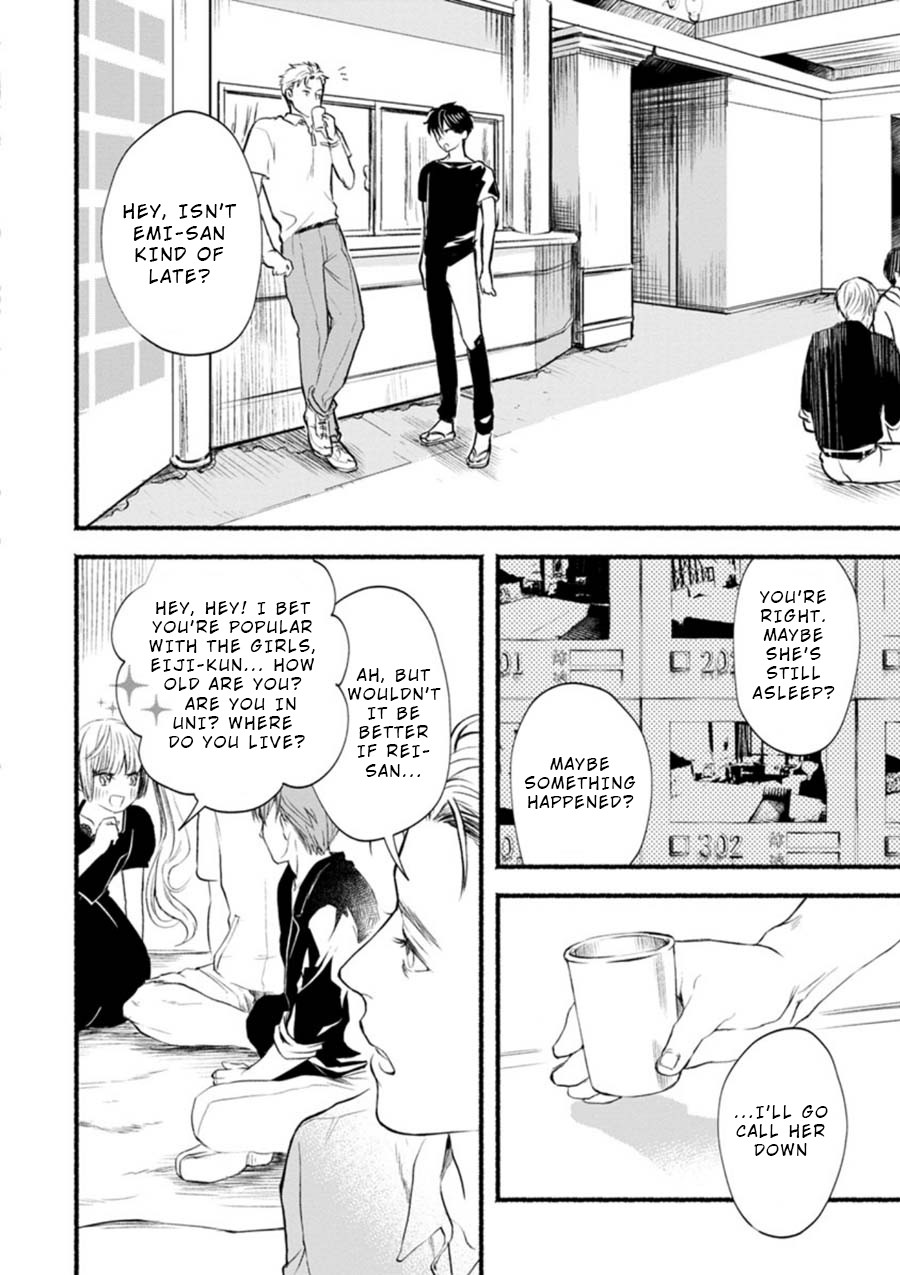 HEY, ISN'T
EMI-SAN
KIND OF
LATE?
YOU'RE
RIGHT.
MAYBE
SHE'S
STILL
ASLEEP?
MAYBE
SOMETHING
HAPPENED?
01
202
302
...I'LL GO
CALL HER
DOWN
AH, BUT
WOULDN'T
IT BE
BETTER
IF REI-
SAN...
HEY, HEY! I BET
YOU'RE POPULAR
WITH THE GIRLS,
EIJI-KUN... HOW
OLD ARE YOU?
ARE YOU IN
UNI? WHERE
DO YOU LIVE?